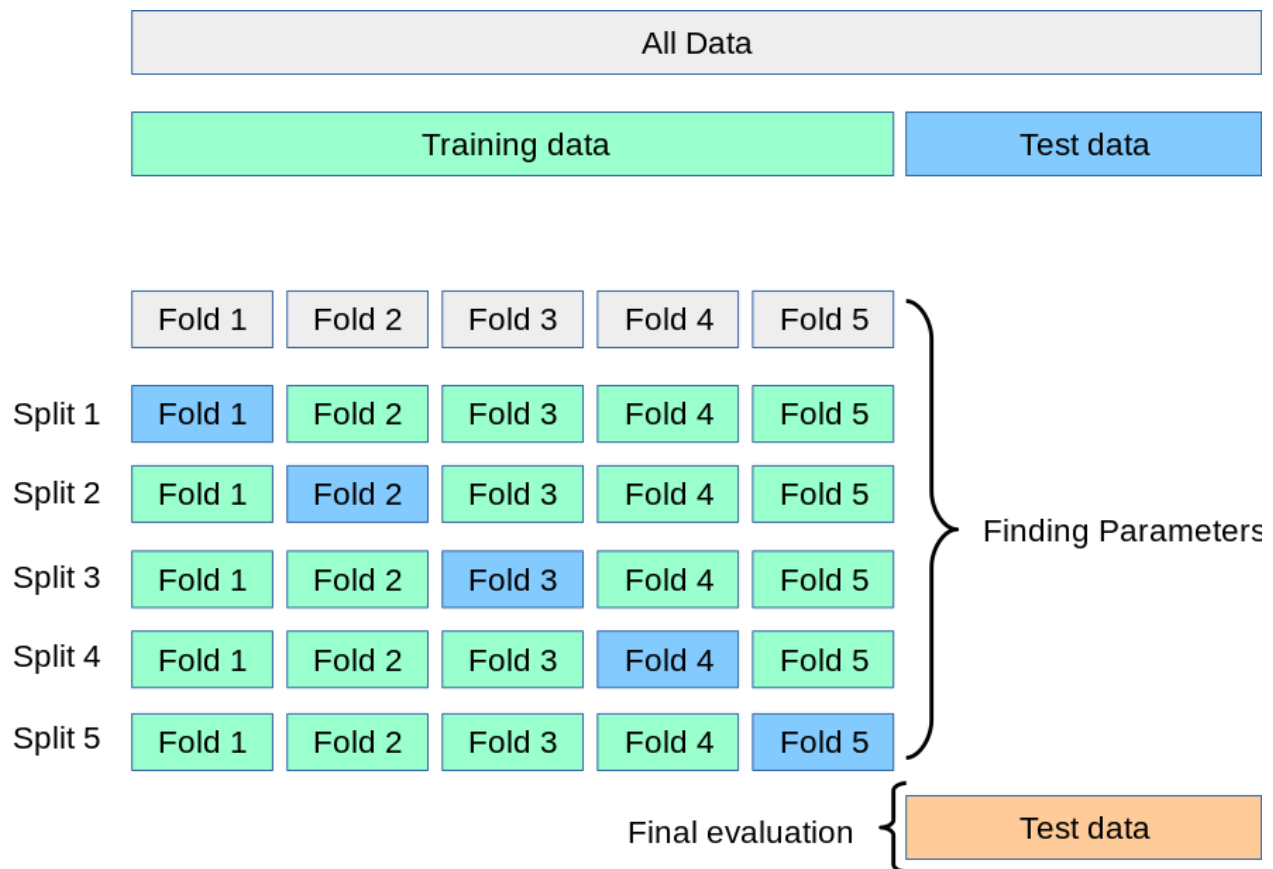 All Data
Training data Test data
Fold 1 Fold 2 Fold 3 Fold 4 Fold 5
Split 1 Fold 1 Fold 2 Fold 3 Fold 4 Fold 5
Split 2 Fold 1 Fold 2 Fold 3 Fold 4 Fold 5
Finding Parameters
Split 3 Fold 1 Fold 2 Fold 3 Fold 4 Fold 5
Split 4 Fold 1 Fold 2 Fold 3 Fold 4 Fold 5
Split 5 Fold 1 Fold 2 Fold 3 Fold 4 Fold 5
Final evaluation Test data